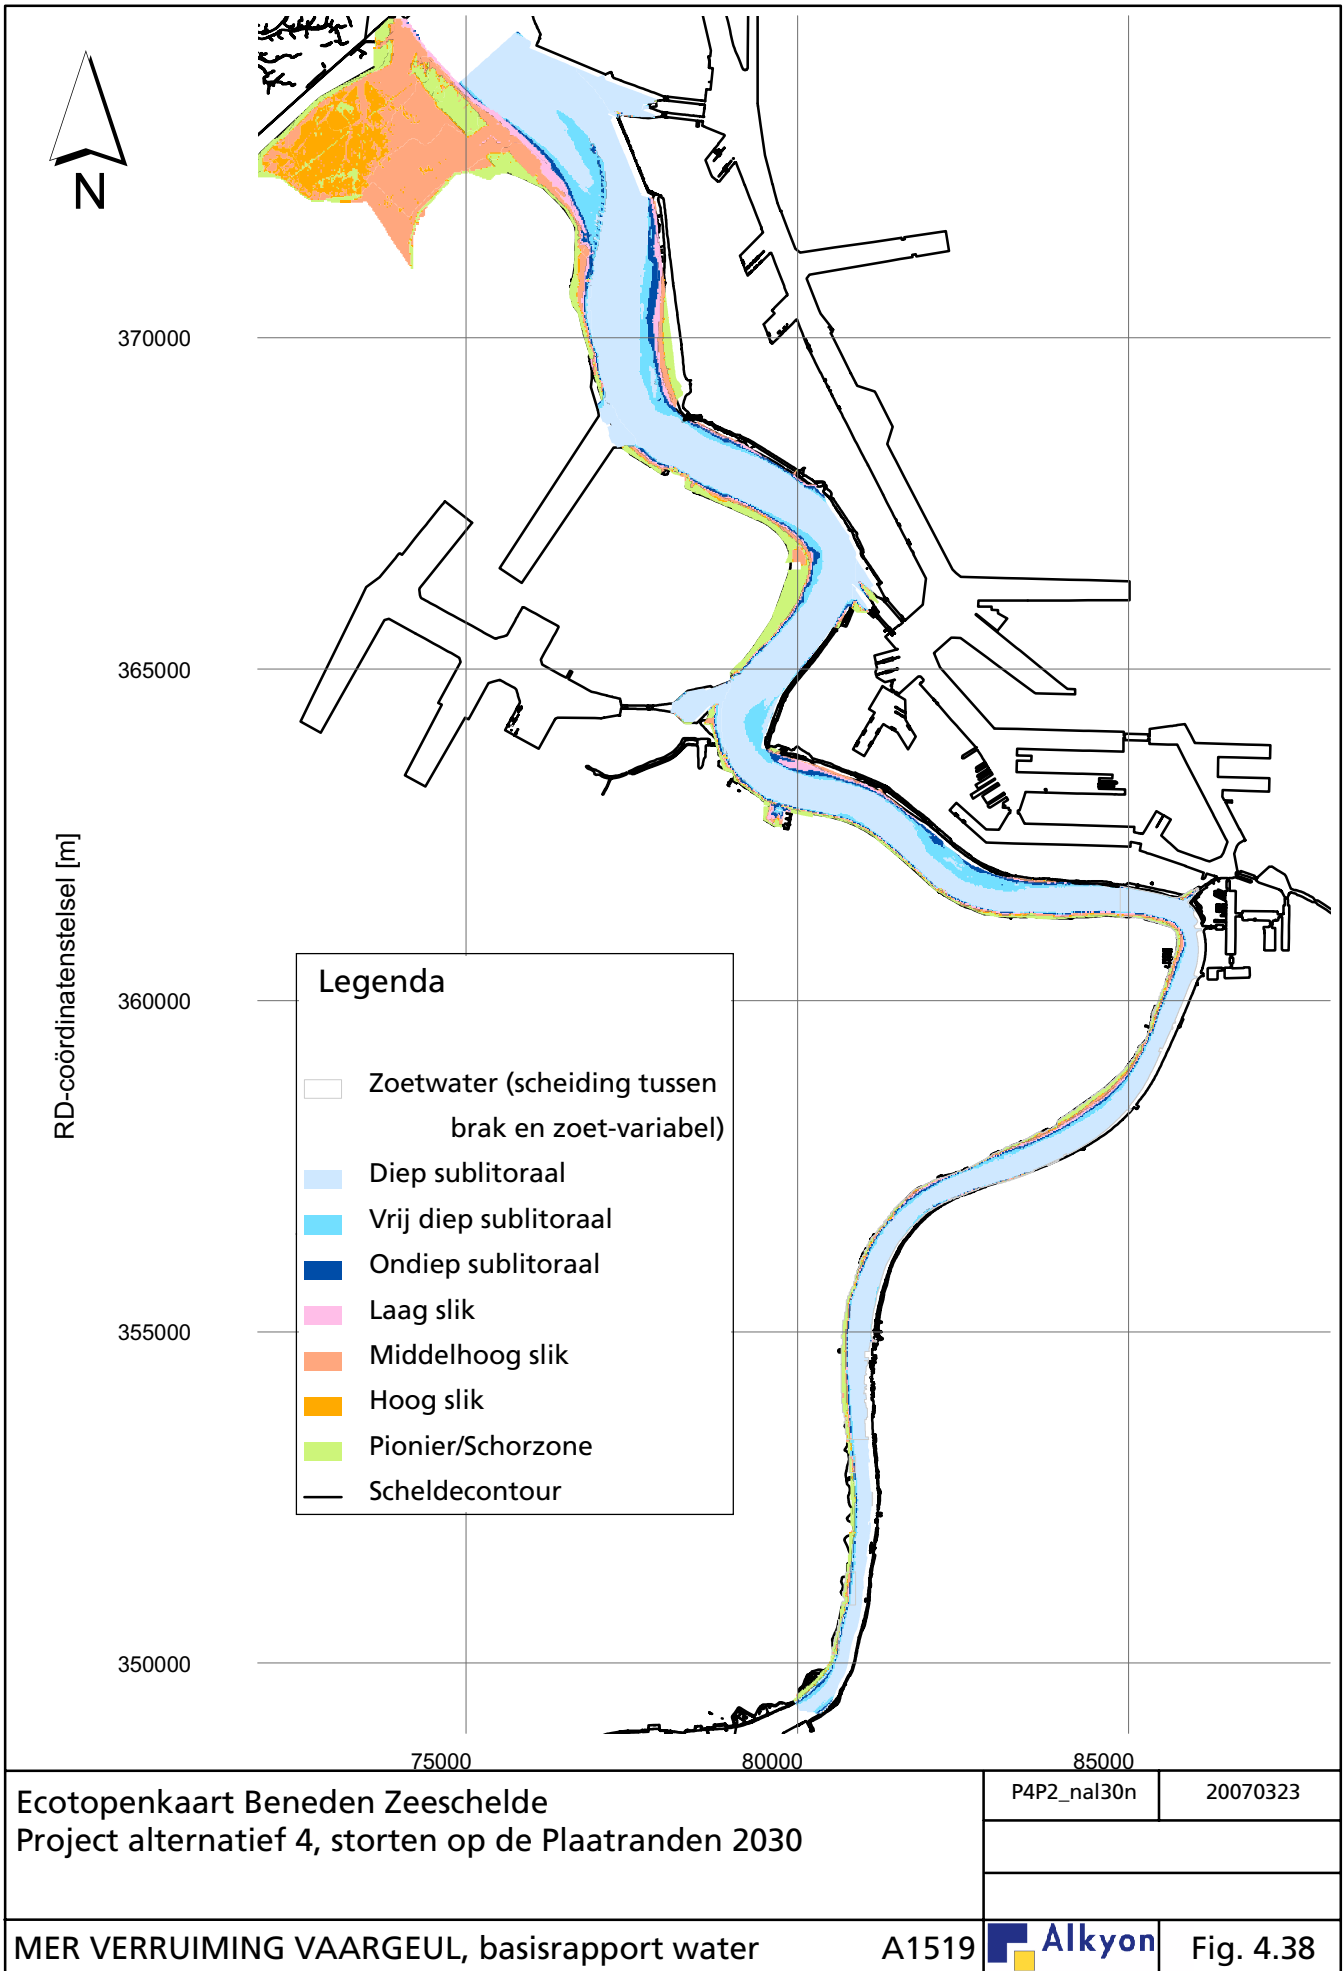 N
370000
365000
360000
355000
350000
RD-coördinatenstelsel [m]
Legenda
Zoetwater (scheiding tussen
brak en zoet-variabel)
Diep sublitoraal
Vrij diep sublitoraal
Ondiep sublitoraal
Laag slik
Middelhoog slik
Hoog slik
Pionier/Schorzone
Scheldecontour
75000 80000 85000
Ecotopenkaart Beneden Zeeschelde
Project alternatief 4, storten op de Plaatranden 2030
P4P2_nal30n 20070323
MER VERRUIMING VAARGEUL, basisrapport water A1519 Alkyon Fig. 4.38